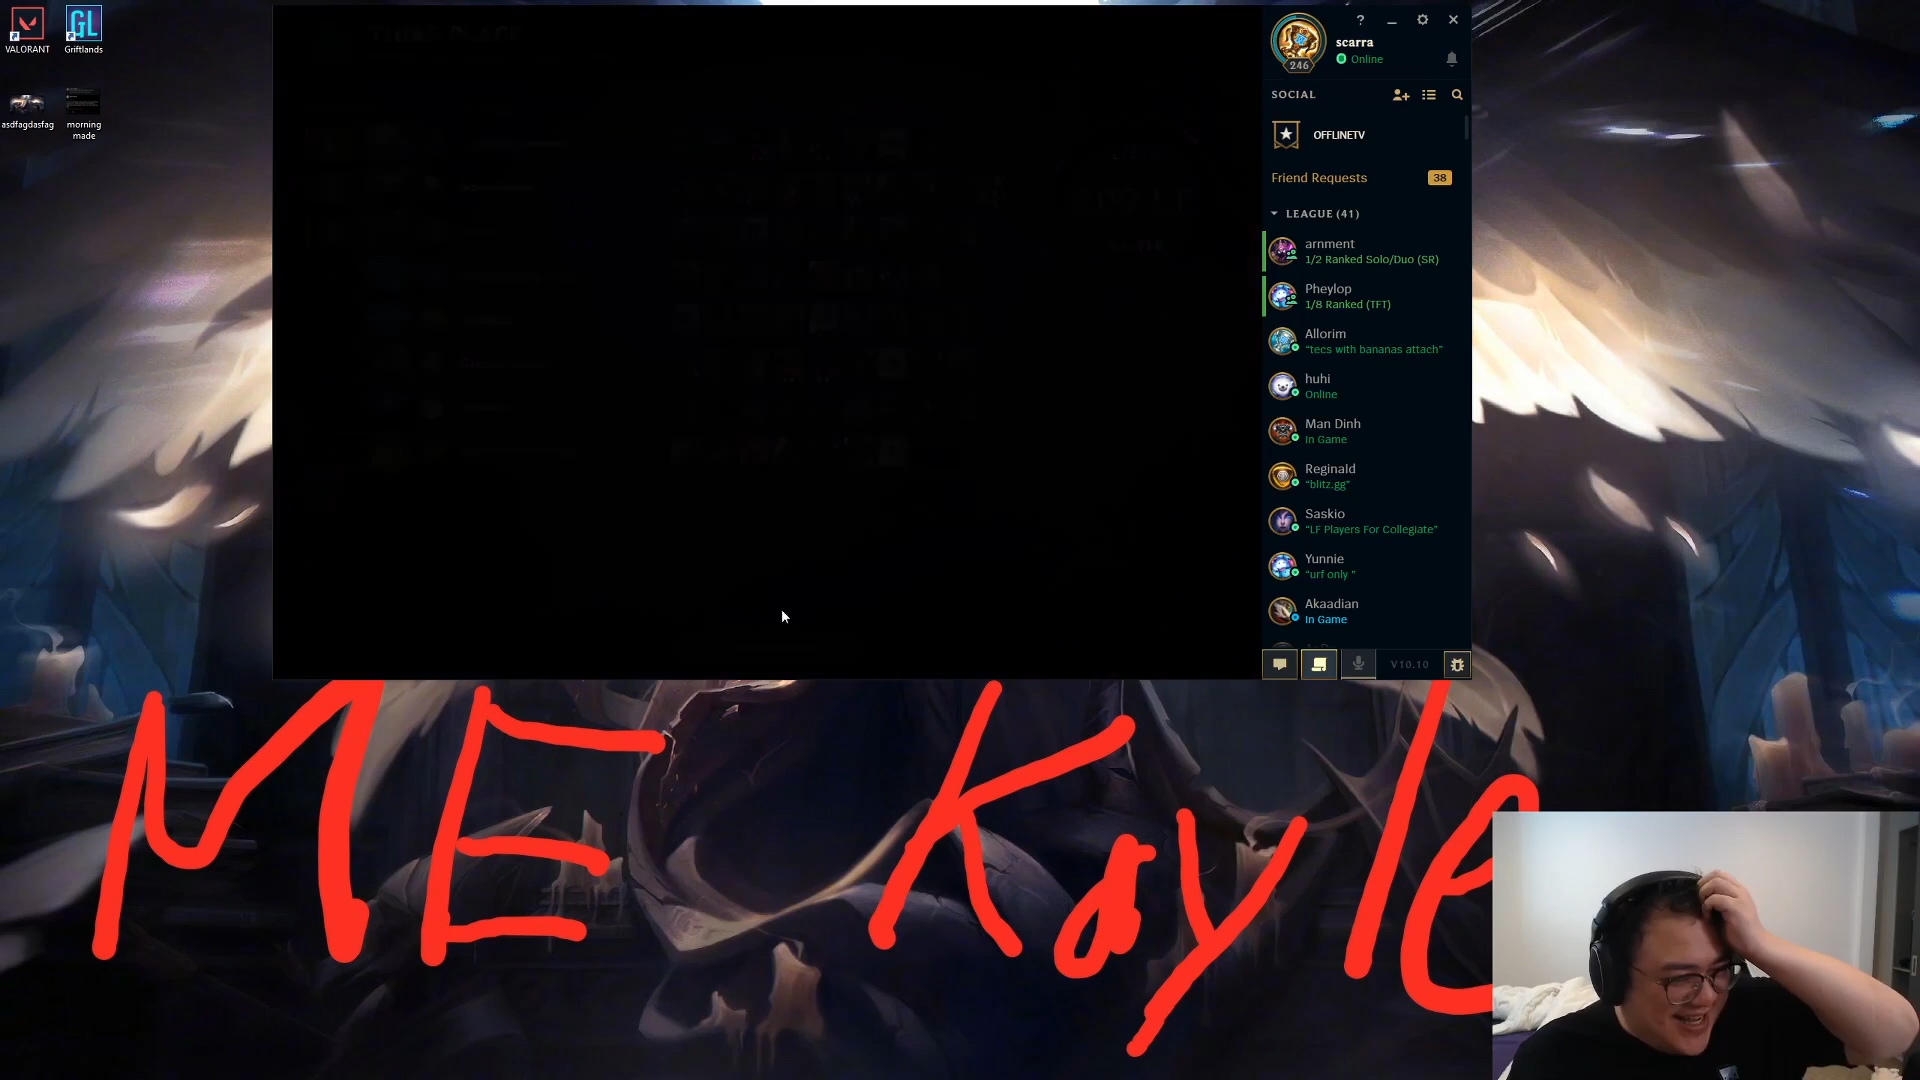 VALORANT
Griftlands
asdfagdasfag
morning
made
?
scarra
246
Online
SOCIAL
OFFLINETV
Friend Requests
38
LEAGUE (41)
arnment
1/2 Ranked Solo/Duo (SR)
Pheylop
1/8 Ranked (TFT)
Allorim
“tecs with bananas attach”
huhi
Online
Man Dinh
In Game
Reginald
“blitz.gg”
Saskio
“LF Players For Collegiate”
Yunnie
“urf only ”
Akaadian
In Game
V10.10
ME Kayle